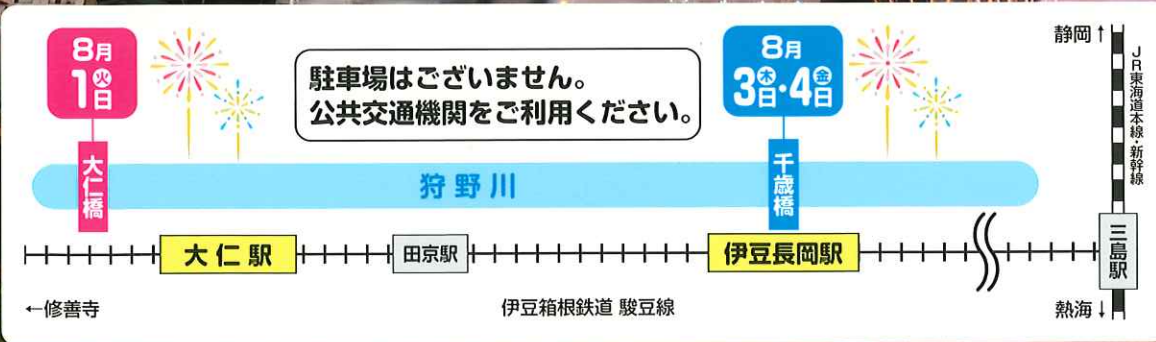 8月
1日
火
駐車場はございません。
公共交通機関をご利用ください。
8月
3日・4日
木 金
静岡↑
JR東海道本線・新幹線
大仁橋
狩野川
千歳橋
大仁駅
田京駅
伊豆長岡駅
三島駅
←修善寺
伊豆箱根鉄道 駿豆線
熱海↓